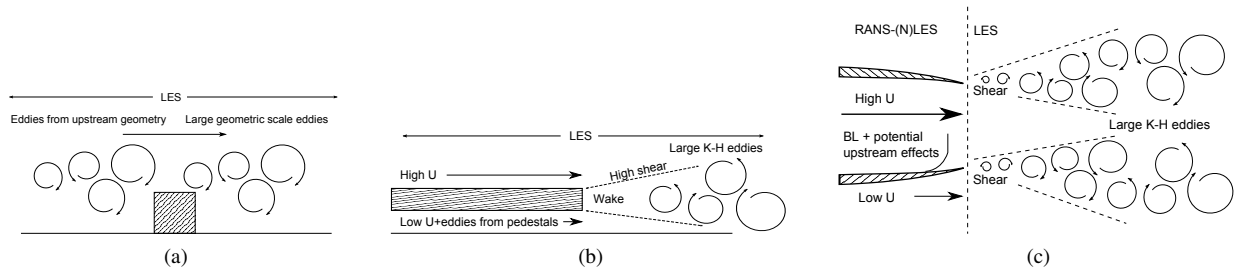 LES
Eddies from upstream geometry
Large geometric scale eddies
(a)
LES
Large K-H eddies
High U
High shear
Wake
Low U+eddies from pedestals
(b)
RANS-(N)LES
LES
Shear
High U
Large K-H eddies
BL + potential
upstream effects
Shear
Low U
(c)